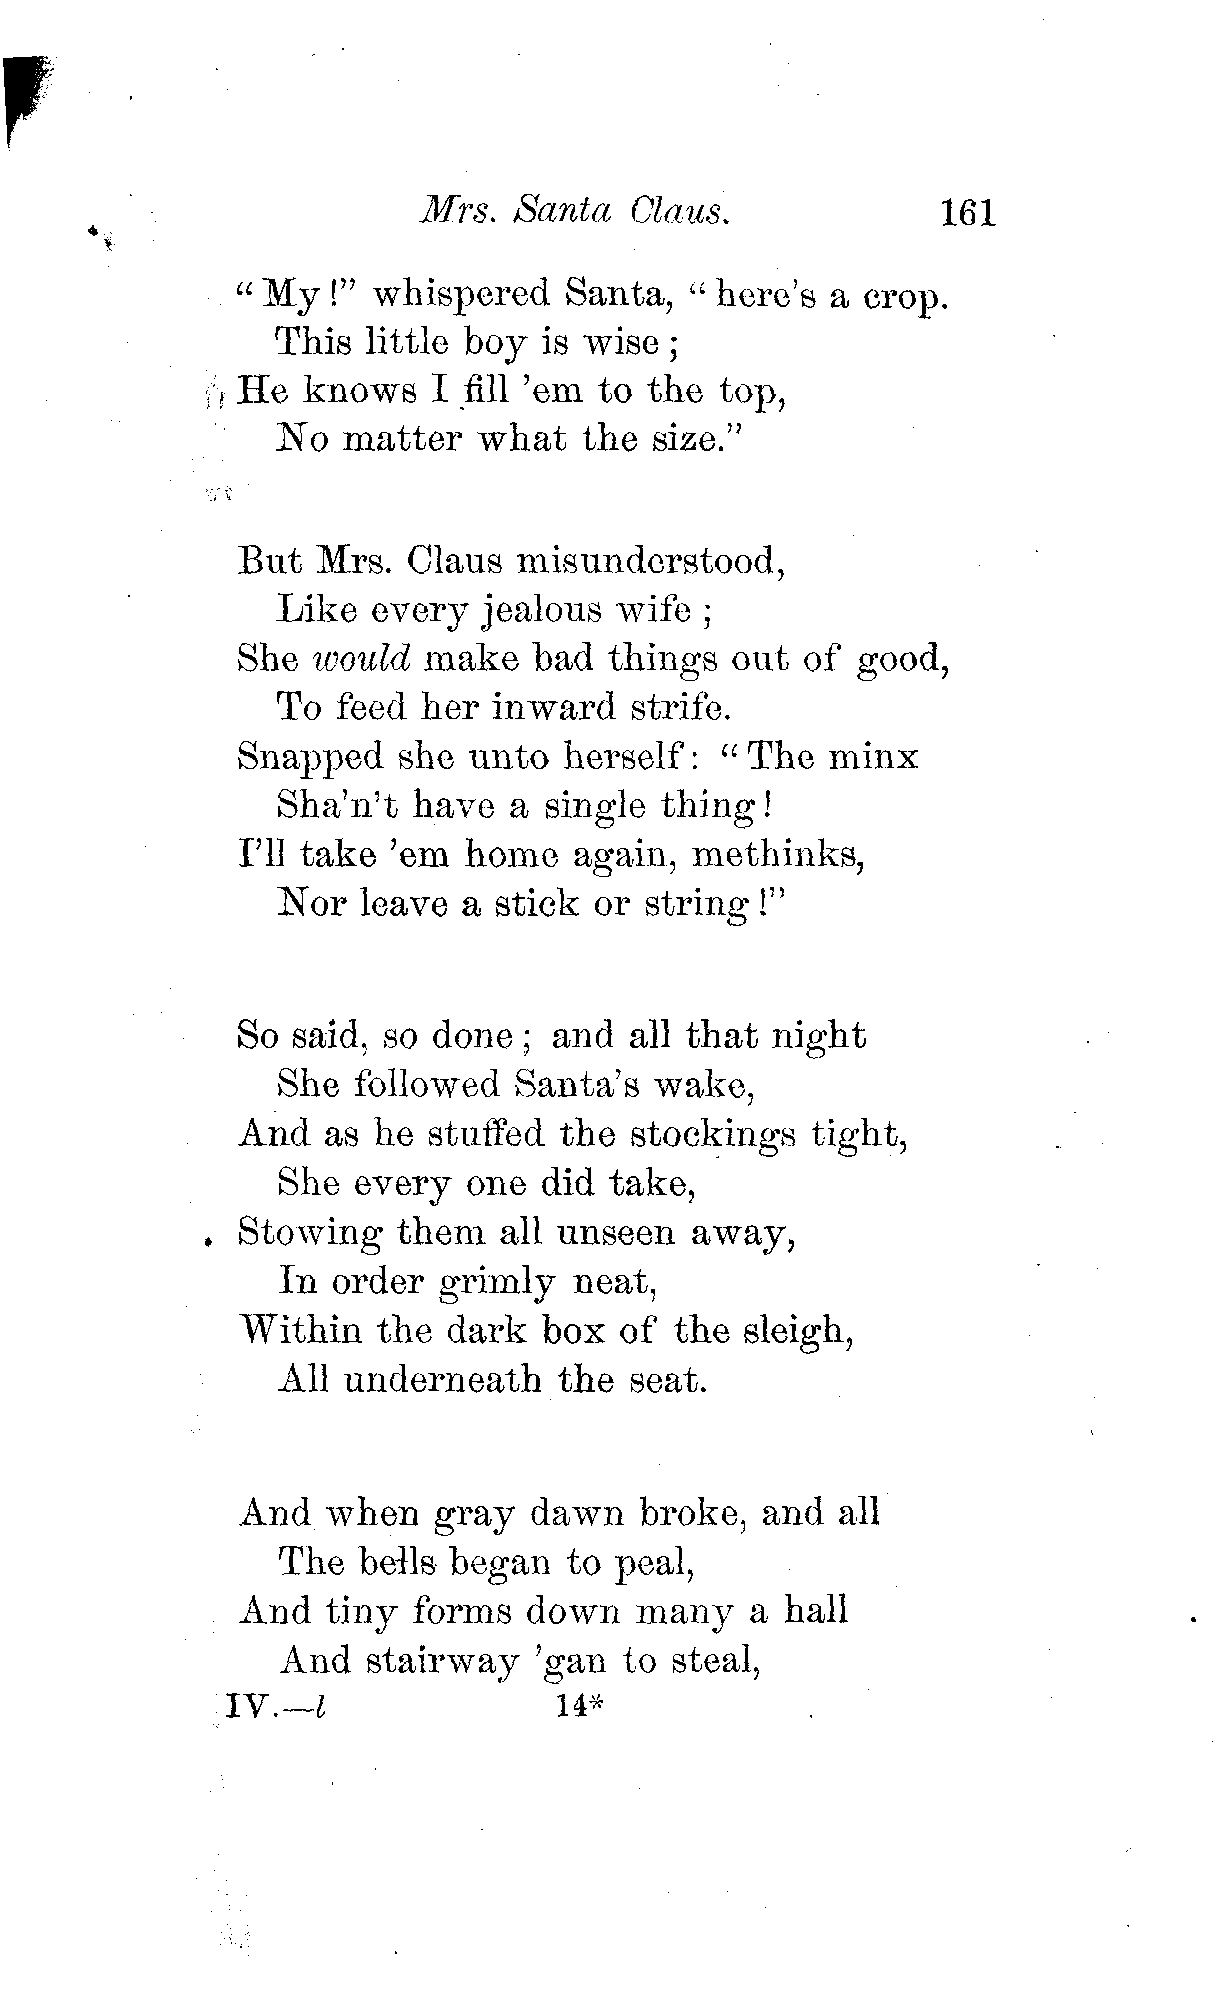 Mrs. Santa Claus. 161
“My!” whispered Santa, “here's a crop.
This little boy is wise;
He knows I fill 'em to the top,
No matter what the size.”
But Mrs. Claus misunderstood,
Like every jealous wife;
She would make bad things out of good,
To feed her inward strife.
Snapped she unto herself: “The minx
Sha'n't have a single thing!
I'll take 'em home again, methinks,
Nor leave a stick or string!”
So said, so done; and all that night
She followed Santa's wake,
And as he stuffed the stockings tight,
She every one did take,
Stowing them all unseen away,
In order grimly neat,
Within the dark box of the sleigh,
All underneath the seat.
And when gray dawn broke, and all
The bells began to peal,
And tiny forms down many a hall
And stairway 'gan to steal,
IV.—l 14*